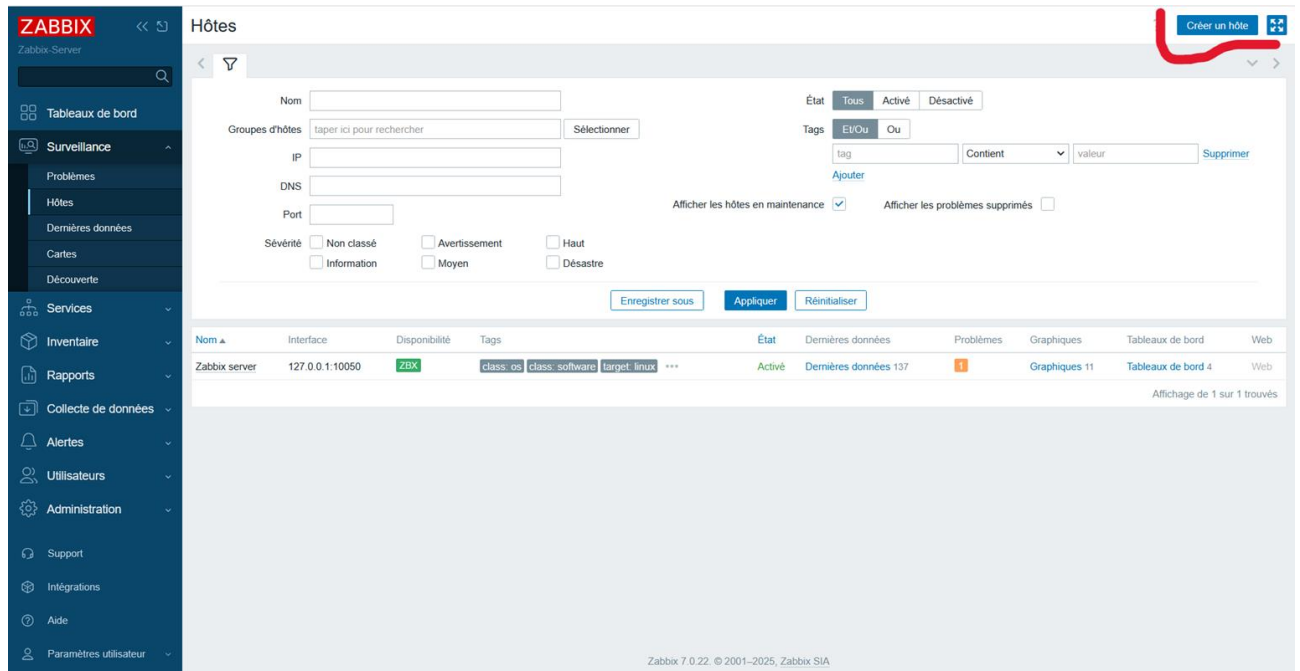 ZABBIX
Zabbix-Server
Tableaux de bord
Surveillance
Problèmes
Hôtes
Dernières données
Cartes
Découverte
Services
Inventaire
Rapports
Collecte de données
Alertes
Utilisateurs
Administration
Support
Intégrations
Aide
Paramètres utilisateur
Hôtes
Créer un hôte
Nom
Groupes d'hôtes taper ici pour rechercher Sélectionner
IP
DNS
Port
Sévérité Non classé Avertissement Haut
Information Moyen Désastre
État Tous Activé Désactivé
Tags Et/Ou Ou
tag Contient valeur Supprimer
Ajouter
Afficher les hôtes en maintenance Afficher les problèmes supprimés
Enregistrer sous Appliquer Réinitialiser
Nom Interface Disponibilité Tags État Dernières données Problèmes Graphiques Tableaux de bord Web
Zabbix server 127.0.0.1:10050 ZBX class: os class: software target: linux Activé Dernières données 137 1 Graphiques 11 Tableaux de bord 4 Web
Affichage de 1 sur 1 trouvés
Zabbix 7.0.22. © 2001–2025, Zabbix SIA